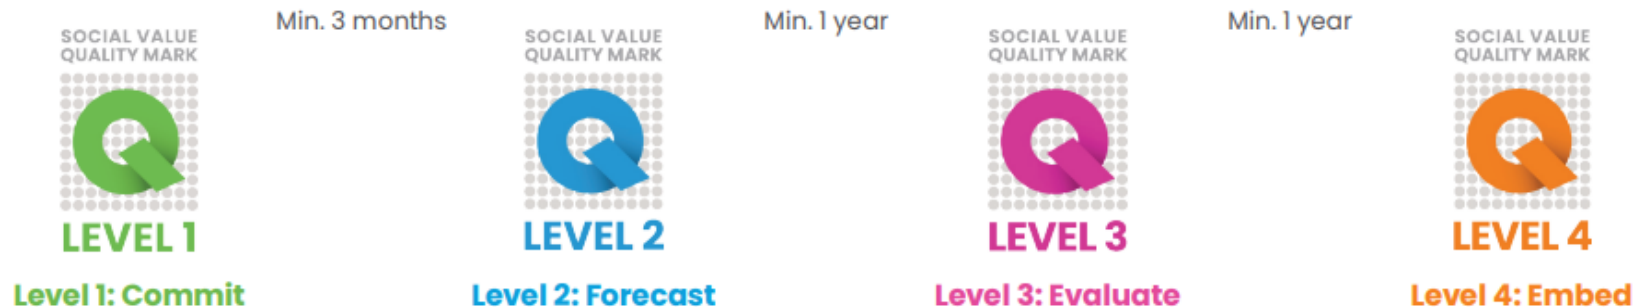 Min. 3 months
Min. 1 year
Min. 1 year
SOCIAL VALUE
QUALITY MARK
LEVEL 1
Level 1: Commit
SOCIAL VALUE
QUALITY MARK
LEVEL 2
Level 2: Forecast
SOCIAL VALUE
QUALITY MARK
LEVEL 3
Level 3: Evaluate
SOCIAL VALUE
QUALITY MARK
LEVEL 4
Level 4: Embed